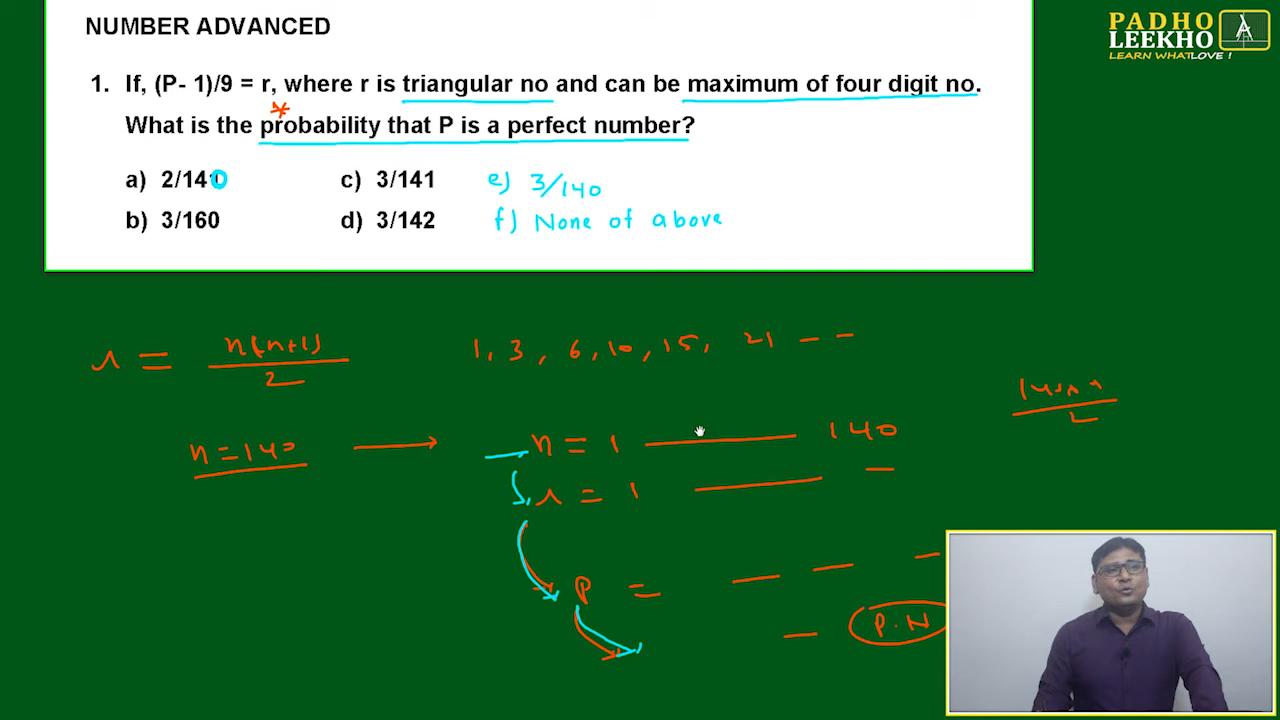 NUMBER ADVANCED
PADHO
LEEKHO
LEARN WHAT LOVE !
1. If, (P- 1)/9 = r, where r is triangular no and can be maximum of four digit no.
What is the probability that P is a perfect number?
a) 2/140
c) 3/141
e) 3/140
b) 3/160
d) 3/142
f) None of above
r = n(n+1)/2
1, 3, 6, 10, 15, 21 - -
n = 140
n = 1 140
r = 1
P =
P.N